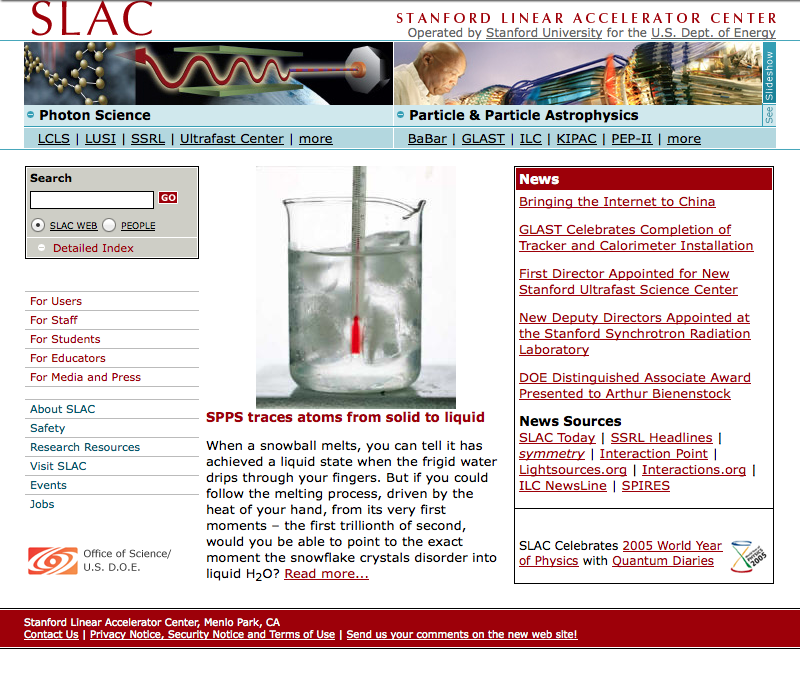 SLAC
STANFORD LINEAR ACCELERATOR CENTER
Operated by Stanford University for the U.S. Dept. of Energy
See Slideshow
Photon Science
Particle & Particle Astrophysics
LCLS | LUSI | SSRL | Ultrafast Center | more
BaBar | GLAST | ILC | KIPAC | PEP-II | more
Search
GO
SLAC WEB PEOPLE
Detailed Index
For Users
For Staff
For Students
For Educators
For Media and Press
About SLAC
Safety
Research Resources
Visit SLAC
Events
Jobs
Office of Science/
U.S. D.O.E.
SPPS traces atoms from solid to liquid
When a snowball melts, you can tell it has
achieved a liquid state when the frigid water
drips through your fingers. But if you could
follow the melting process, driven by the
heat of your hand, from its very first
moments – the first trillionth of second,
would you be able to point to the exact
moment the snowflake crystals disorder into
liquid H2O? Read more...
News
Bringing the Internet to China
GLAST Celebrates Completion of
Tracker and Calorimeter Installation
First Director Appointed for New
Stanford Ultrafast Science Center
New Deputy Directors Appointed at
the Stanford Synchrotron Radiation
Laboratory
DOE Distinguished Associate Award
Presented to Arthur Bienenstock
News Sources
SLAC Today | SSRL Headlines |
symmetry | Interaction Point |
Lightsources.org | Interactions.org |
ILC NewsLine | SPIRES
SLAC Celebrates 2005 World Year
of Physics with Quantum Diaries
Stanford Linear Accelerator Center, Menlo Park, CA
Contact Us | Privacy Notice, Security Notice and Terms of Use | Send us your comments on the new web site!